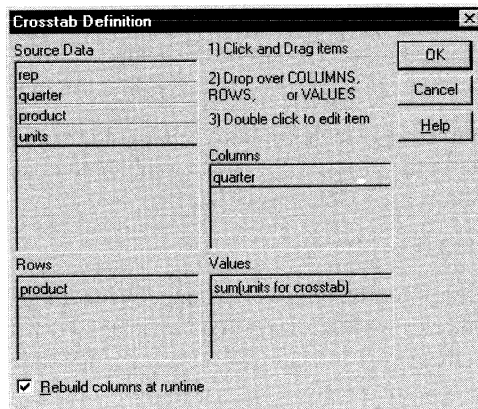 Crosstab Definition
Source Data
rep
quarter
product
units
1) Click and Drag items
2) Drop over COLUMNS,
ROWS, or VALUES
3) Double click to edit item
OK
Cancel
Help
Columns
quarter
Rows
product
Values
sum(units for crosstab)
Rebuild columns at runtime